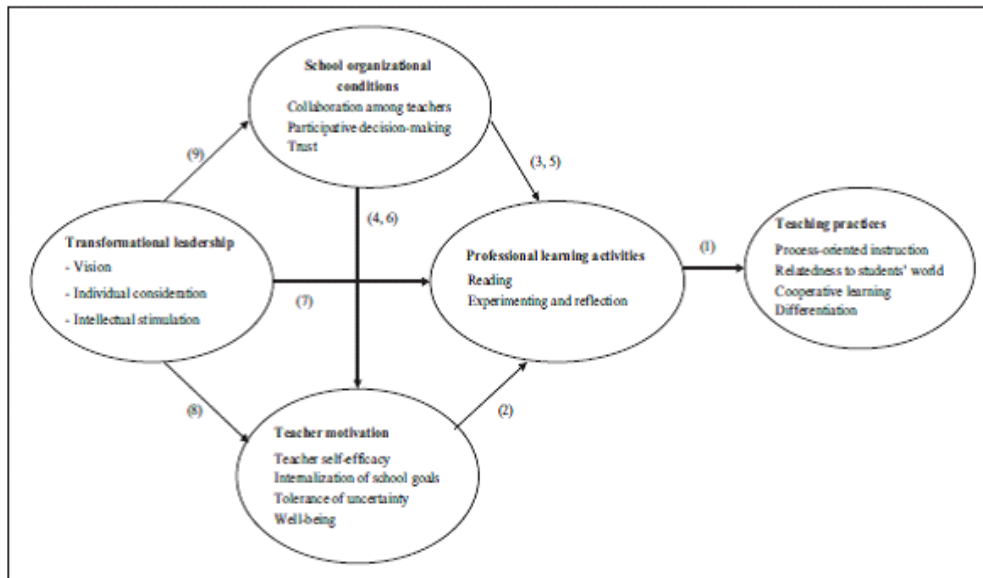 School organizational
conditions
Collaboration among teachers
Participative decision-making
Trust
(9)
(3, 5)
(4, 6)
Transformational leadership
- Vision
- Individual consideration
- Intellectual stimulation
(7)
Professional learning activities
Reading
Experimenting and reflection
(1)
Teaching practices
Process-oriented instruction
Relatedness to students' world
Cooperative learning
Differentiation
(8)
(2)
Teacher motivation
Teacher self-efficacy
Internalization of school goals
Tolerance of uncertainty
Well-being